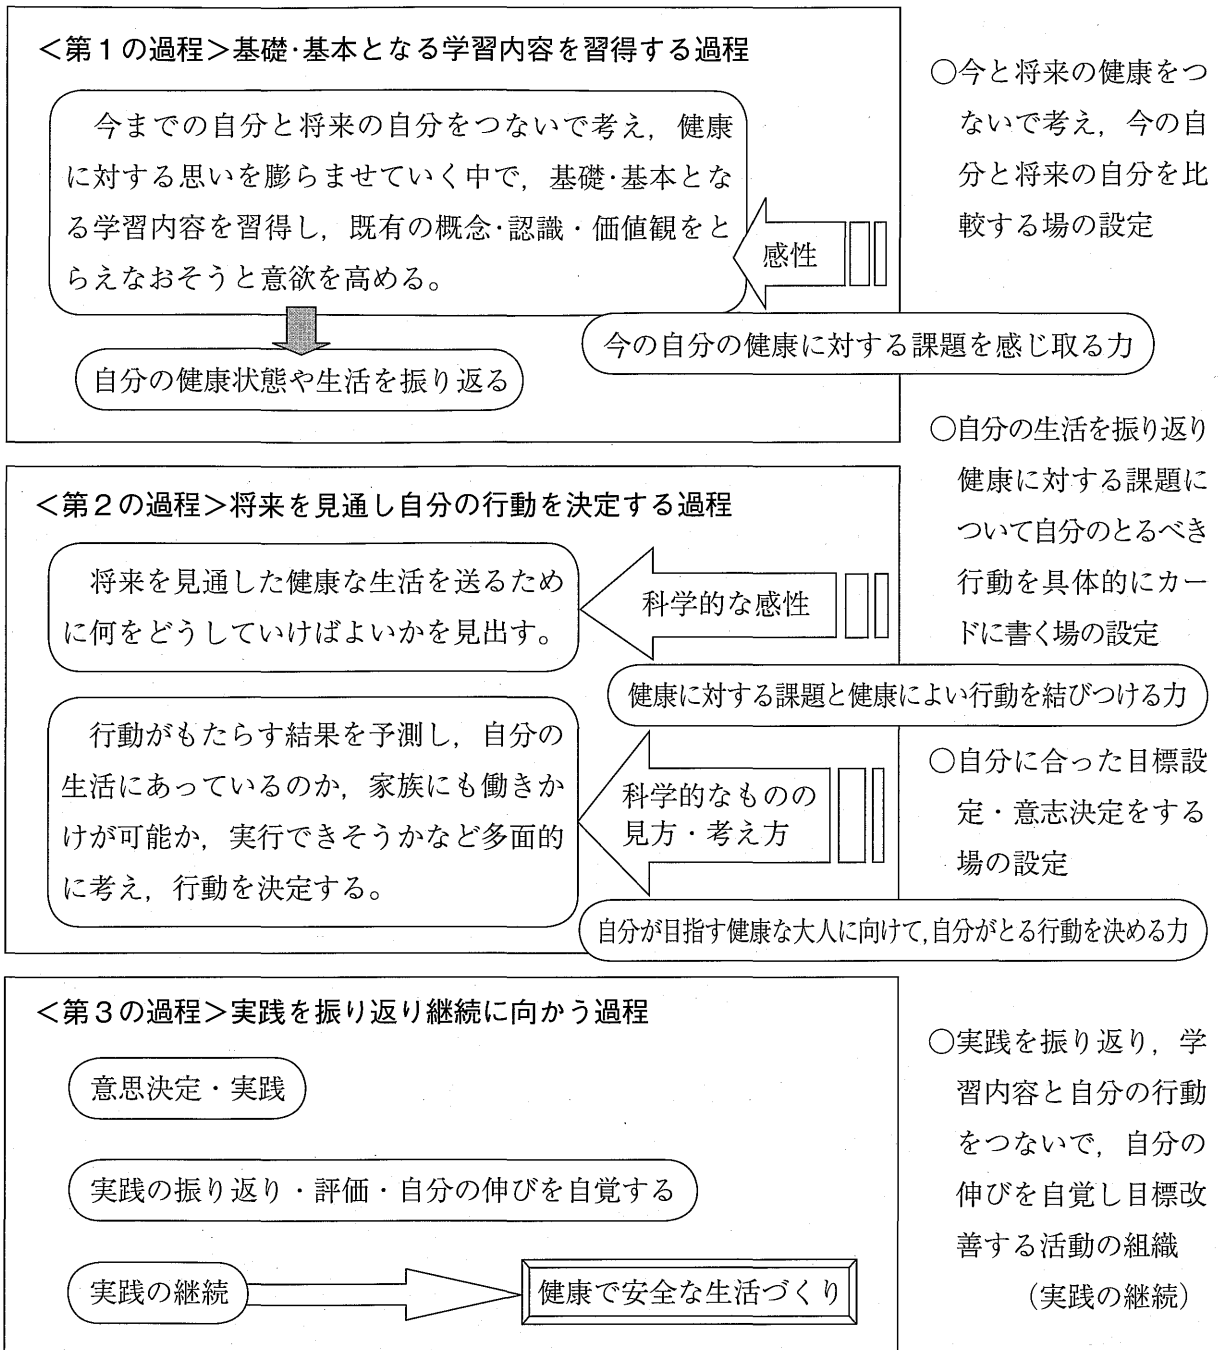 ＜第1の過程＞基礎･基本となる学習内容を習得する過程
今までの自分と将来の自分をつないで考え，健康
に対する思いを膨らませていく中で，基礎･基本とな
る学習内容を習得し，既有の概念･認識・価値観をと
らえなおそうと意欲を高める。
感性
今の自分の健康に対する課題を感じ取る力
自分の健康状態や生活を振り返る
○今と将来の健康をつ
ないで考え，今の自
分と将来の自分を比
較する場の設定
＜第2の過程＞将来を見通し自分の行動を決定する過程
将来を見通した健康な生活を送るため
に何をどうしていけばよいかを見出す。
科学的な感性
健康に対する課題と健康によい行動を結びつける力
行動がもたらす結果を予測し，自分の
生活にあっているのか，家族にも働きか
けが可能か，実行できそうかなど多面的
に考え，行動を決定する。
科学的なものの
見方・考え方
自分が目指す健康な大人に向けて,自分がとる行動を決める力
○自分の生活を振り返り
健康に対する課題に
ついて自分のとるべき
行動を具体的にカー
ドに書く場の設定
○自分に合った目標設
定・意志決定をする
場の設定
＜第3の過程＞実践を振り返り継続に向かう過程
意思決定・実践
実践の振り返り・評価・自分の伸びを自覚する
実践の継続
健康で安全な生活づくり
○実践を振り返り，学
習内容と自分の行動
をつないで，自分の
伸びを自覚し目標改
善する活動の組織
（実践の継続）